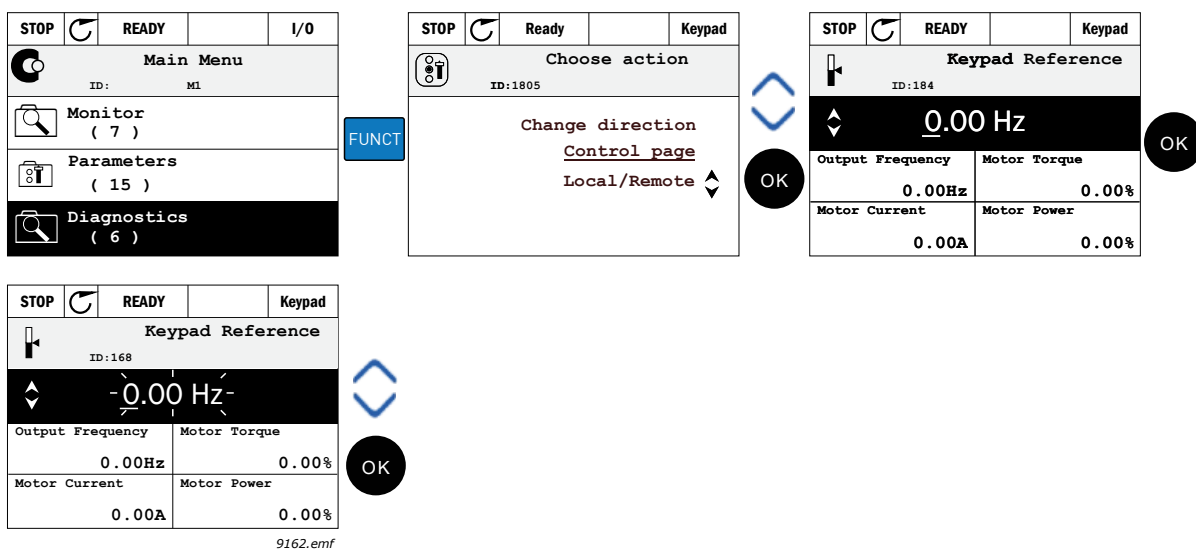 STOP READY I/O
Main Menu
ID: M1
Monitor
( 7 )
Parameters
( 15 )
Diagnostics
( 6 )
FUNCT
STOP Ready Keypad
Choose action
ID:1805
Change direction
Control page
Local/Remote
OK
STOP READY Keypad
Keypad Reference
ID:184
0.00 Hz
Output Frequency Motor Torque
0.00Hz 0.00%
Motor Current Motor Power
0.00A 0.00%
OK
STOP READY Keypad
Keypad Reference
ID:168
0.00 Hz
Output Frequency Motor Torque
0.00Hz 0.00%
Motor Current Motor Power
0.00A 0.00%
OK
9162.emf